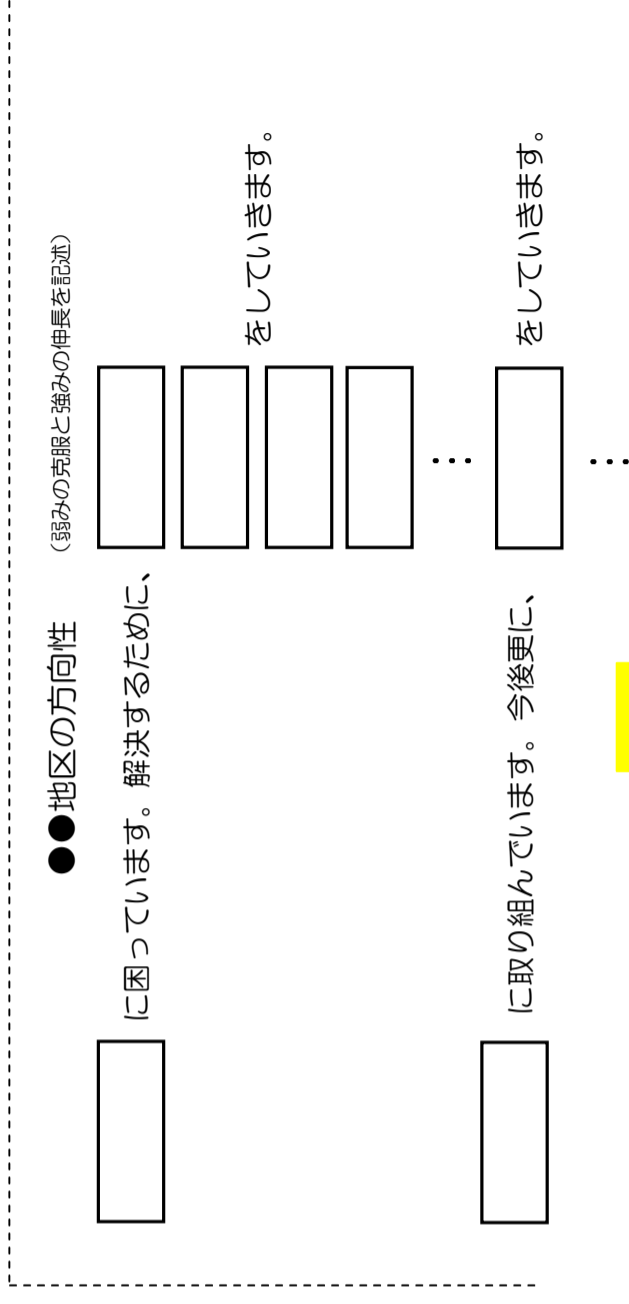 ●●地区の方向性 （弱みの克服と強みの伸長を記述）
に困っています。解決するために、
をしていきます。
…
に取り組んでいます。今後更に、 をしていきます。
…